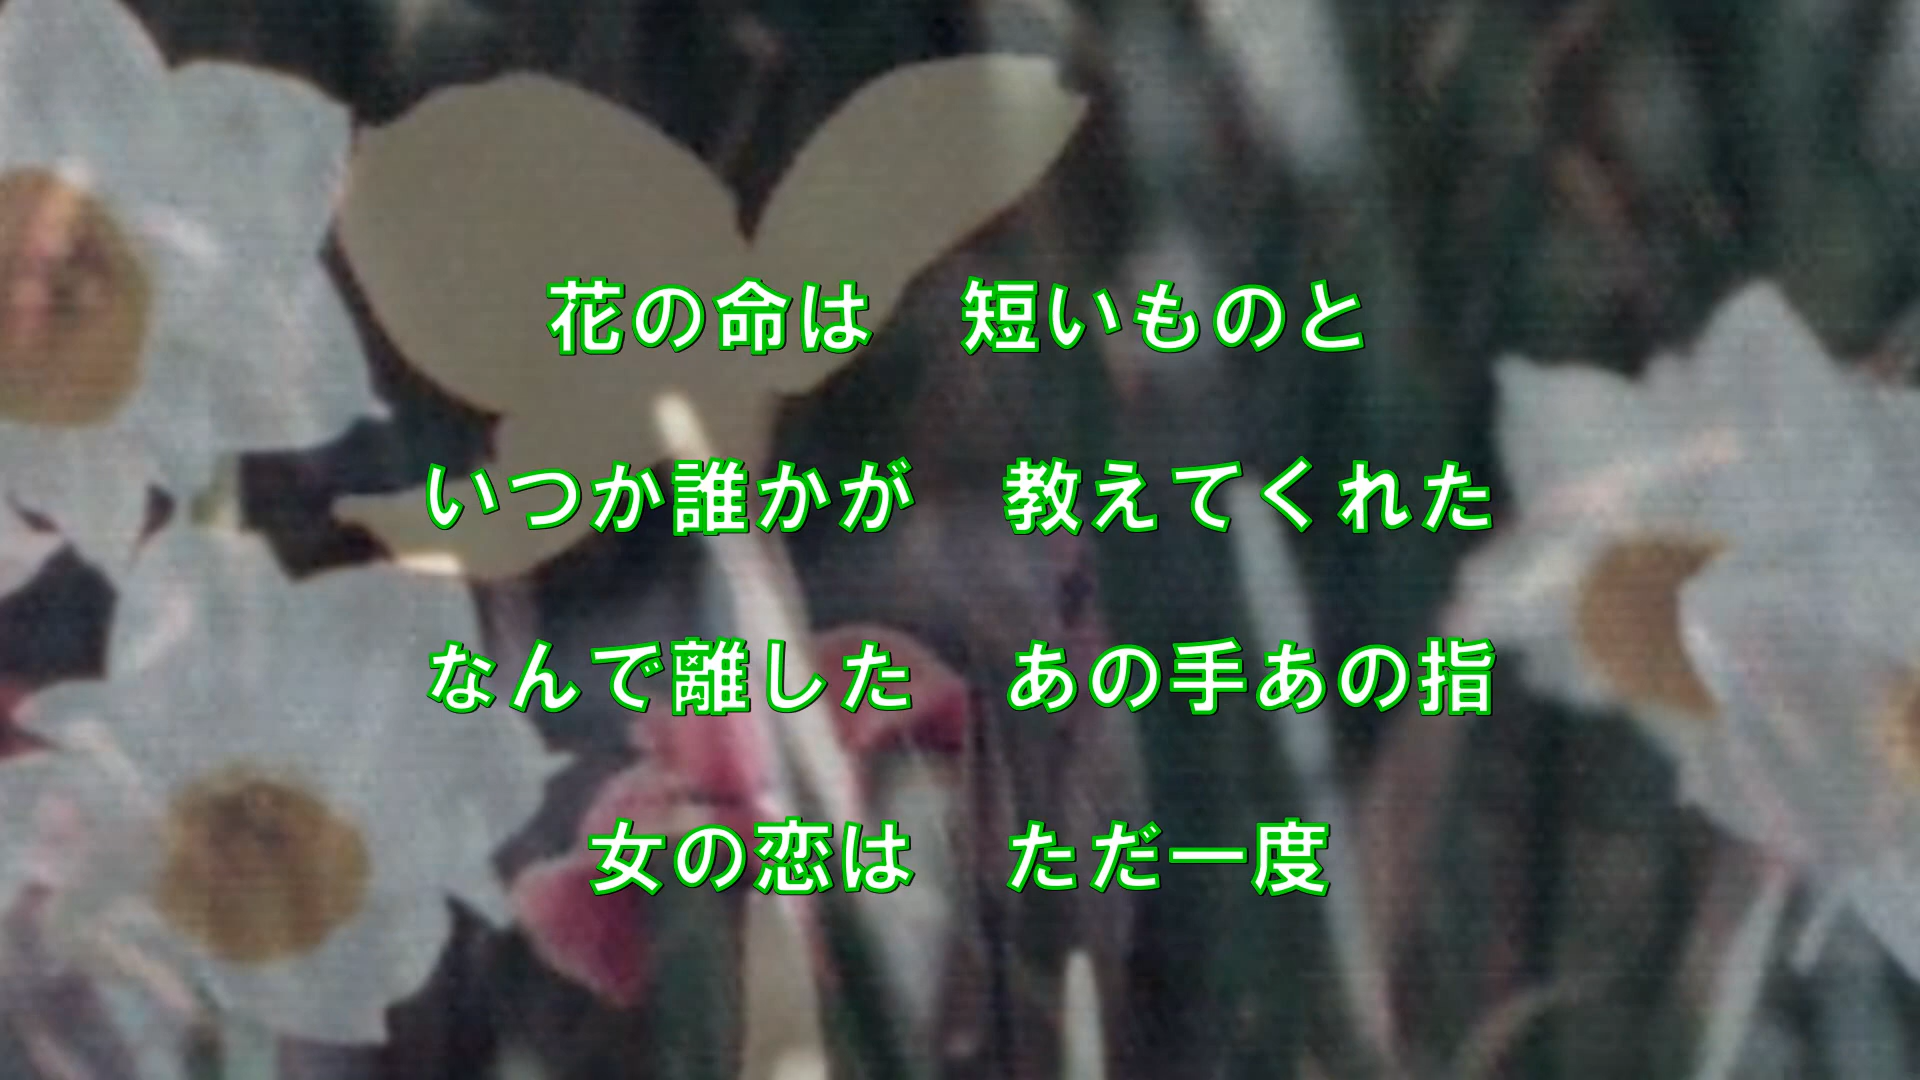 花の命は　短いものと
いつか誰かが　教えてくれた
なんで離した　あの手あの指
女の恋は　ただ一度